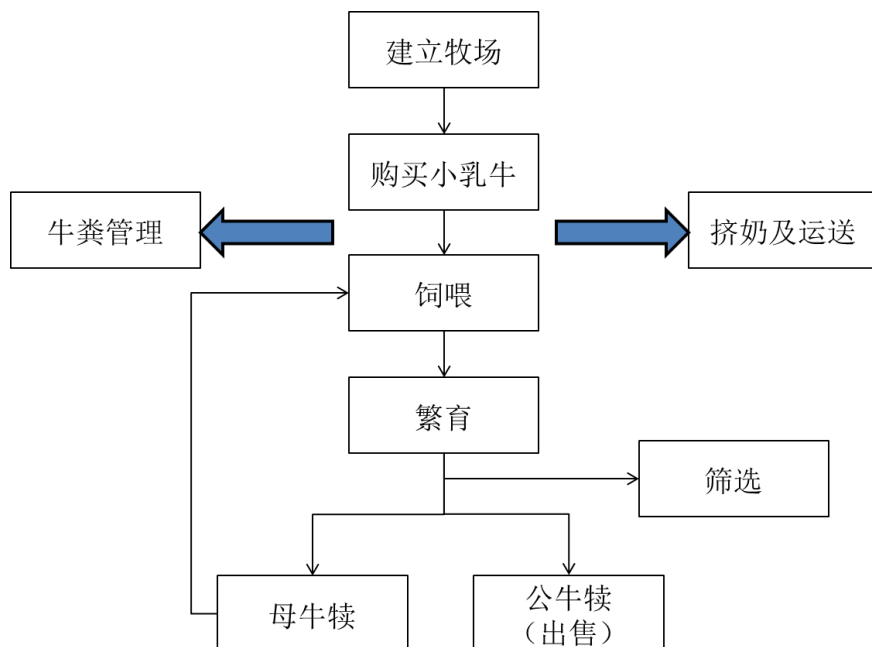 建立牧场
购买小乳牛
牛粪管理
挤奶及运送
饲喂
繁育
筛选
母牛犊
公牛犊
（出售）